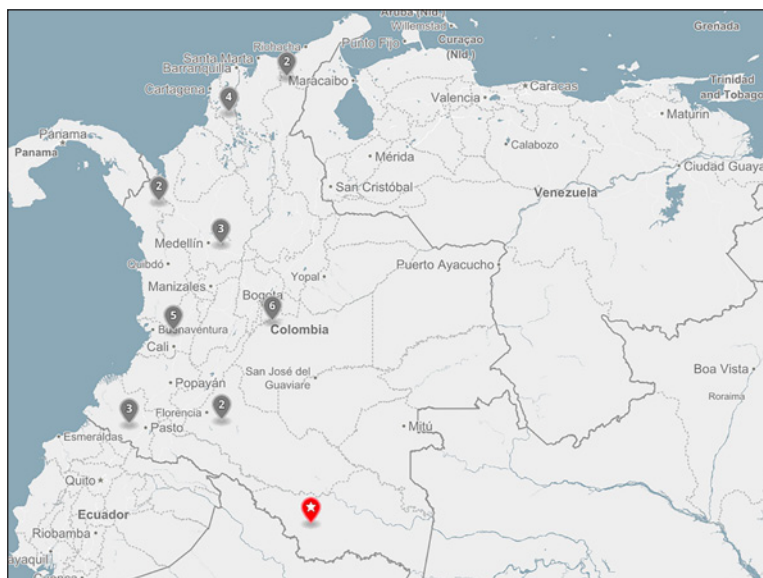 Aruba (Nld.)
Willemstad
Grenada
Curaçao
(Nld.)
Punto Fijo
Riohacha
Santa Marta
Barranquilla
2
Maracaibo
Cartagena
4
Caracas
Valencia
Trinidad
and Tobago
Maturin
Panama
Panama
Calabozo
Mérida
Ciudad Guaya
San Cristóbal
2
Venezuela
3
Medellín
Quibdó
Puerto Ayacucho
Yopal
Manizales
Bogota
6
5
Buenaventura
Colombia
Cali
Boa Vista
San José del
Guaviare
Popayán
Roraima
2
3
Florencia
Mitú
Pasto
Esmeraldas
Quito
Ecuador
Riobamba
ayaquil